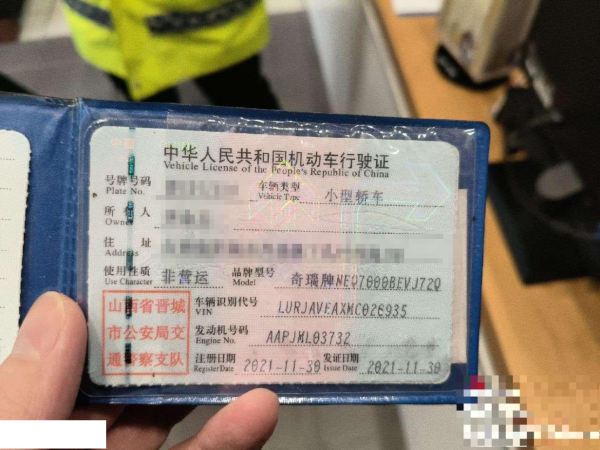 中华人民共和国机动车行驶证
Vehicle License of the People's Republic of China
号牌号码
Plate No.
车辆类型
Vehicle Type
小型轿车
所有人
Owner
住址
Address
使用性质
Use Character
非营运
品牌型号
Model
奇瑞牌NEQ7000BEVJ72Q
山西省晋城
市公安局交
通警察支队
车辆识别代号
VIN
LURJAVEAXMC026935
发动机号码
Engine No.
AAPJML03732
注册日期
Register Date
2021-11-30
发证日期
Issue Date
2021-11-30